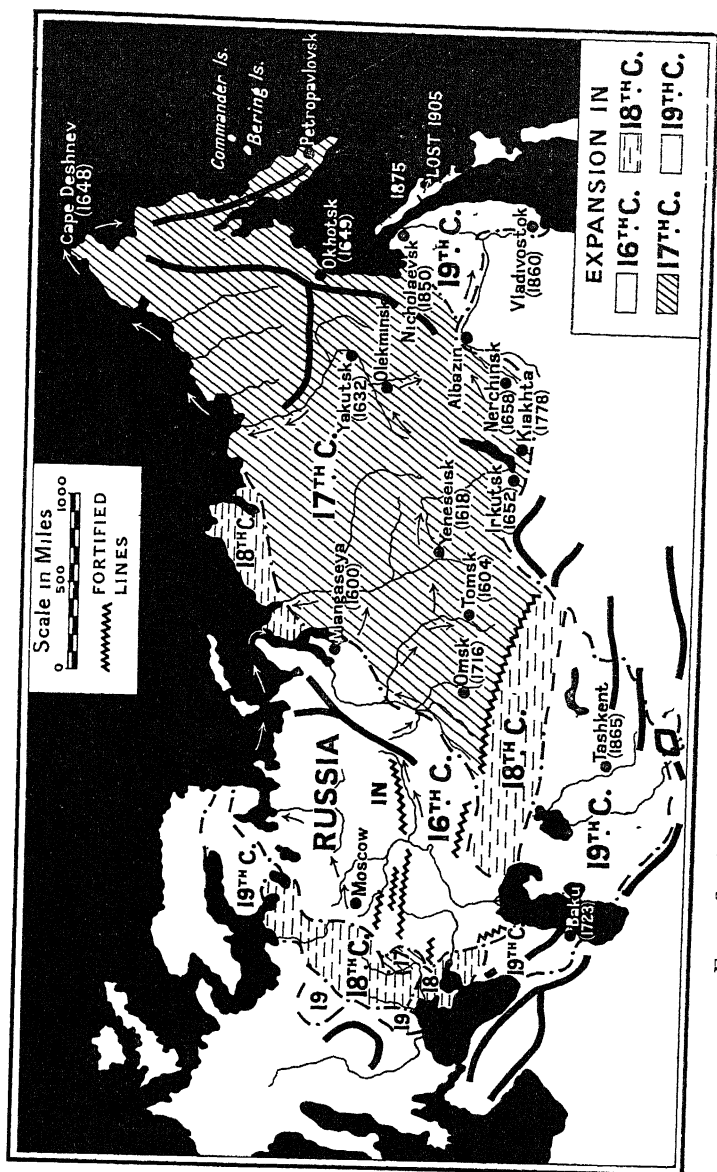 Scale in Miles
0 500 1000
FORTIFIED
LINES
Cape Deshnev
(1648)
Commander Is.
Bering Is.
Petropavlovsk
Okhotsk
(1649)
1875
LOST 1905
19TH C.
Nicholaevsk
(1850)
Vladivostok
(1860)
Olekminsk
Yakutsk
(1632)
Albazin
Nerchinsk
(1658)
Kiakhta
(1778)
Irkutsk
(1652)
17TH C.
18TH C.
Yeneseisk
(1618)
Mangaseya
(1600)
Tomsk
(1604)
Omsk
(1716)
RUSSIA
IN
16TH C.
18TH C.
Tashkent
(1865)
19TH C.
Moscow
19TH C.
18TH C.
17
18
19
19
19TH C.
Baku
(1723)
EXPANSION IN
16TH C.
18TH C.
17TH C.
19TH C.